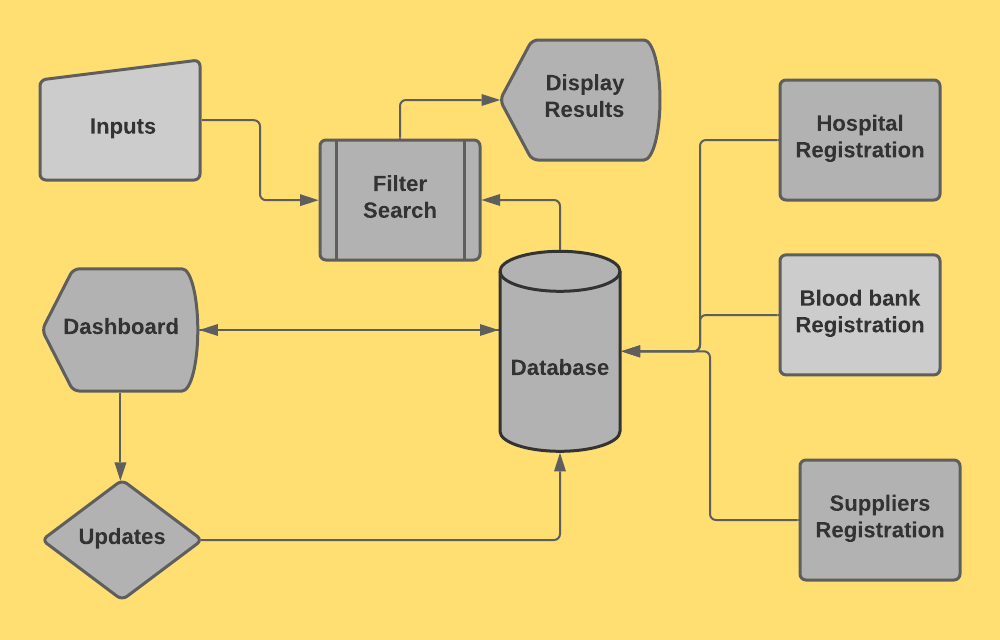 Display
Results
Inputs
Hospital
Registration
Filter
Search
Blood bank
Registration
Dashboard
Database
Suppliers
Registration
Updates